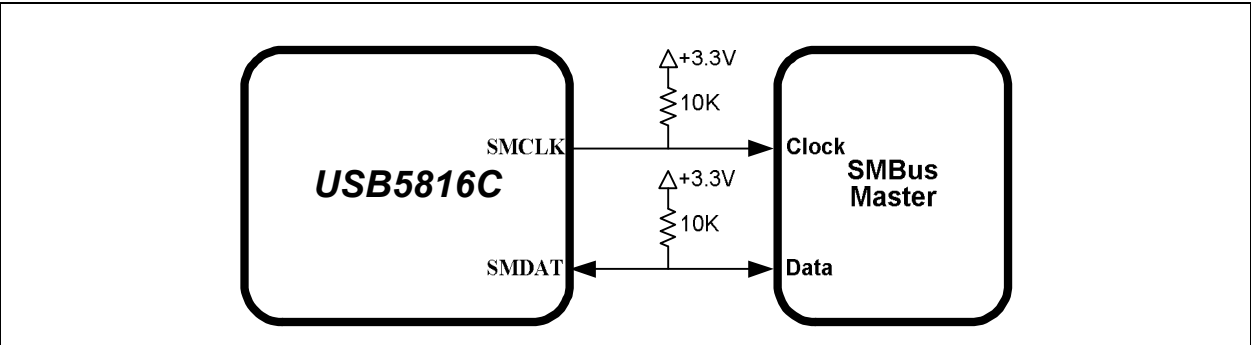 +3.3V
10K
SMCLK
Clock
USB5816C
SMBus
Master
+3.3V
10K
SMDAT
Data